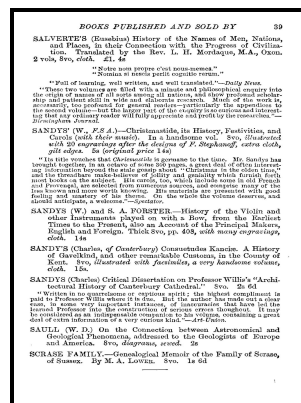 BOOKS PUBLISHED AND SOLD BY 39
SALVERTE'S (Eusebius) History of the Names of Men, Nations,
and Places, in their Connection with the Progress of Civiliza-
tion. Translated by the Rev. L. H. Mordaque, M.A., Oxon.
2 vols, 8vo, cloth. £1. 4s
"Notre nom propre c'est nous-memes."
"Nomina si nescis periit cognitio rerum."
"Full of learning, well written, and well translated."—Daily News.
"These two volumes are filled with a minute and philosophical enquiry into
the origin of names of all sorts among all nations, and show profound scholar-
ship and patient skill in wide and elaborate research. Much of the work is,
necessarily, too profound for general readers—particularly the appendices to
the second volume—but the larger part of the enquiry is so curious and interest-
ing that any ordinary reader will fully appreciate and profit by the researches."—
Birmingham Journal.
SANDYS' (W., F.S.A.)—Christmastide, its History, Festivities, and
Carols (with their music). In a handsome vol. 8vo, illustrated
with 20 engravings after the designs of F. Stephanoff, extra cloth,
gilt edges. 5s (original price 14s)
"Its title vouches that Christmastide is germane to the time. Mr. Sandys has
brought together, in an octavo of some 300 pages, a great deal of often interest-
ing information beyond the stale gossip about "Christmas in the olden time,"
and the threadbare make-believes of jollity and geniality which furnish forth
most books on the subject. His carols, too, which include some in old French
and Provençal, are selected from numerous sources, and comprise many of the
less known and more worth knowing. His materials are presented with good
feeling and mastery of his theme. On the whole the volume deserves, and
should anticipate, a welcome."—Spectator.
SANDYS (W.) and S. A. FORSTER.—History of the Violin and
other Instruments played on with a Bow, from the Earliest
Times to the Present, also an Account of the Principal Makers,
English and Foreign. Thick 8vo, pp. 408, with many engravings,
cloth. 14s
SANDYS (Charles, of Canterbury) Consuetudes Kanciæ. A History
of Gavelkind, and other remarkable Customs, in the County of
Kent. 8vo, illustrated with facsimiles, a very handsome volume,
cloth. 15s.
SANDYS (Charles) Critical Dissertation on Professor Willis's "Archi-
tectural History of Canterbury Cathedral." 8vo. 2s 6d
"Written in no quarrelsome or captious spirit; the highest compliment is
paid to Professor Willis where it is due. But the author has made out a clear
case, in some very important instances, of inaccuracies that have led the
learned Professor into the construction of serious errors throughout. It may
be considered as an indispensable companion to his volume, containing a great
deal of extra information of a very curious kind."—Art-Union.
SAULL (W. D.) On the Connection between Astronomical and
Geological Phenomena, addressed to the Geologists of Europe
and America. 8vo, diagrams, sewed. 2s
SCRASE FAMILY.—Genealogical Memoir of the Family of Scrase,
of Sussex. By M. A. LOWER. 8vo. 1s 6d